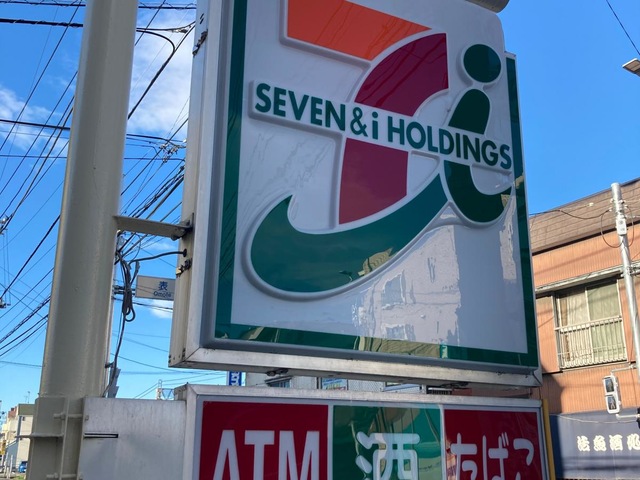 SEVEN & i HOLDINGS
ATM 酒 たばこ